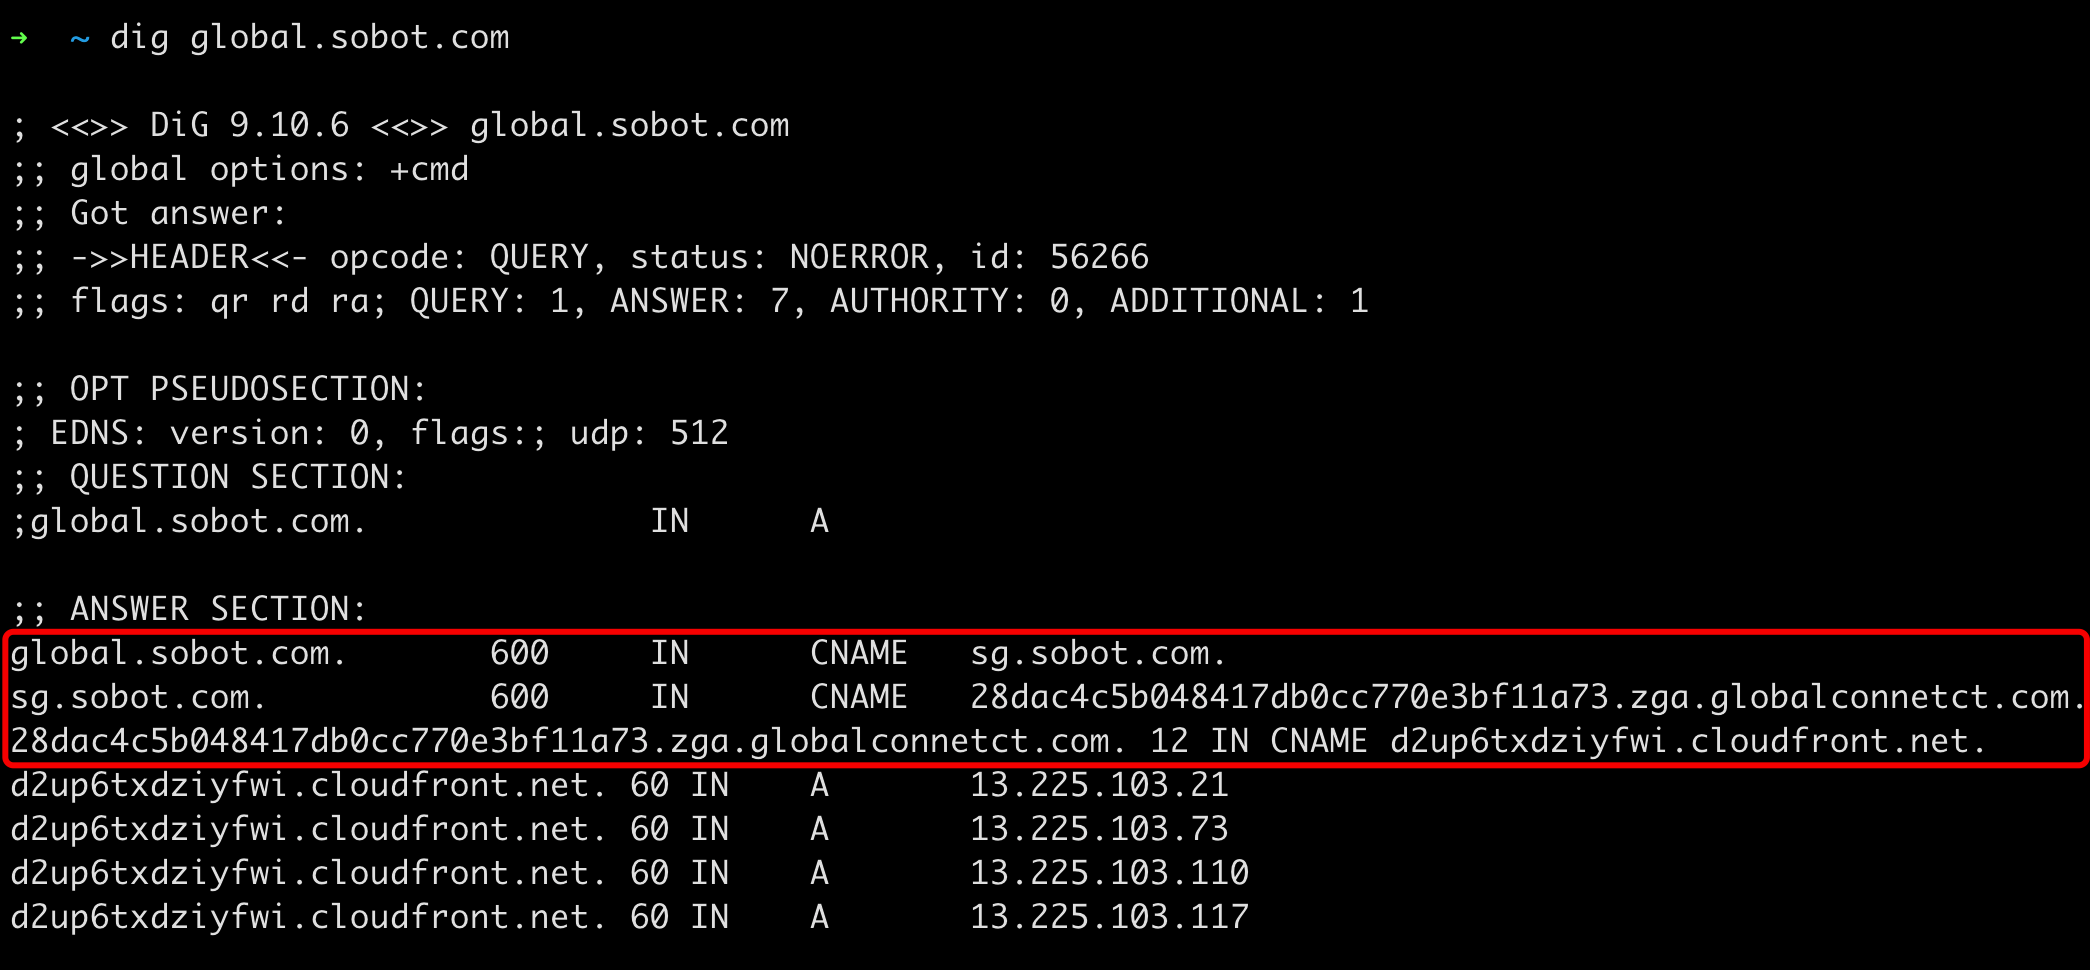 ➜  ~ dig global.sobot.com
; <<>> DiG 9.10.6 <<>> global.sobot.com
;; global options: +cmd
;; Got answer:
;; ->>HEADER<<- opcode: QUERY, status: NOERROR, id: 56266
;; flags: qr rd ra; QUERY: 1, ANSWER: 7, AUTHORITY: 0, ADDITIONAL: 1
;; OPT PSEUDOSECTION:
; EDNS: version: 0, flags:; udp: 512
;; QUESTION SECTION:
;global.sobot.com. IN A
;; ANSWER SECTION:
global.sobot.com. 600 IN CNAME sg.sobot.com.
sg.sobot.com. 600 IN CNAME 28dac4c5b048417db0cc770e3bf11a73.zga.globalconnetct.com.
28dac4c5b048417db0cc770e3bf11a73.zga.globalconnetct.com. 12 IN CNAME d2up6txdziyfwi.cloudfront.net.
d2up6txdziyfwi.cloudfront.net. 60 IN A 13.225.103.21
d2up6txdziyfwi.cloudfront.net. 60 IN A 13.225.103.73
d2up6txdziyfwi.cloudfront.net. 60 IN A 13.225.103.110
d2up6txdziyfwi.cloudfront.net. 60 IN A 13.225.103.117